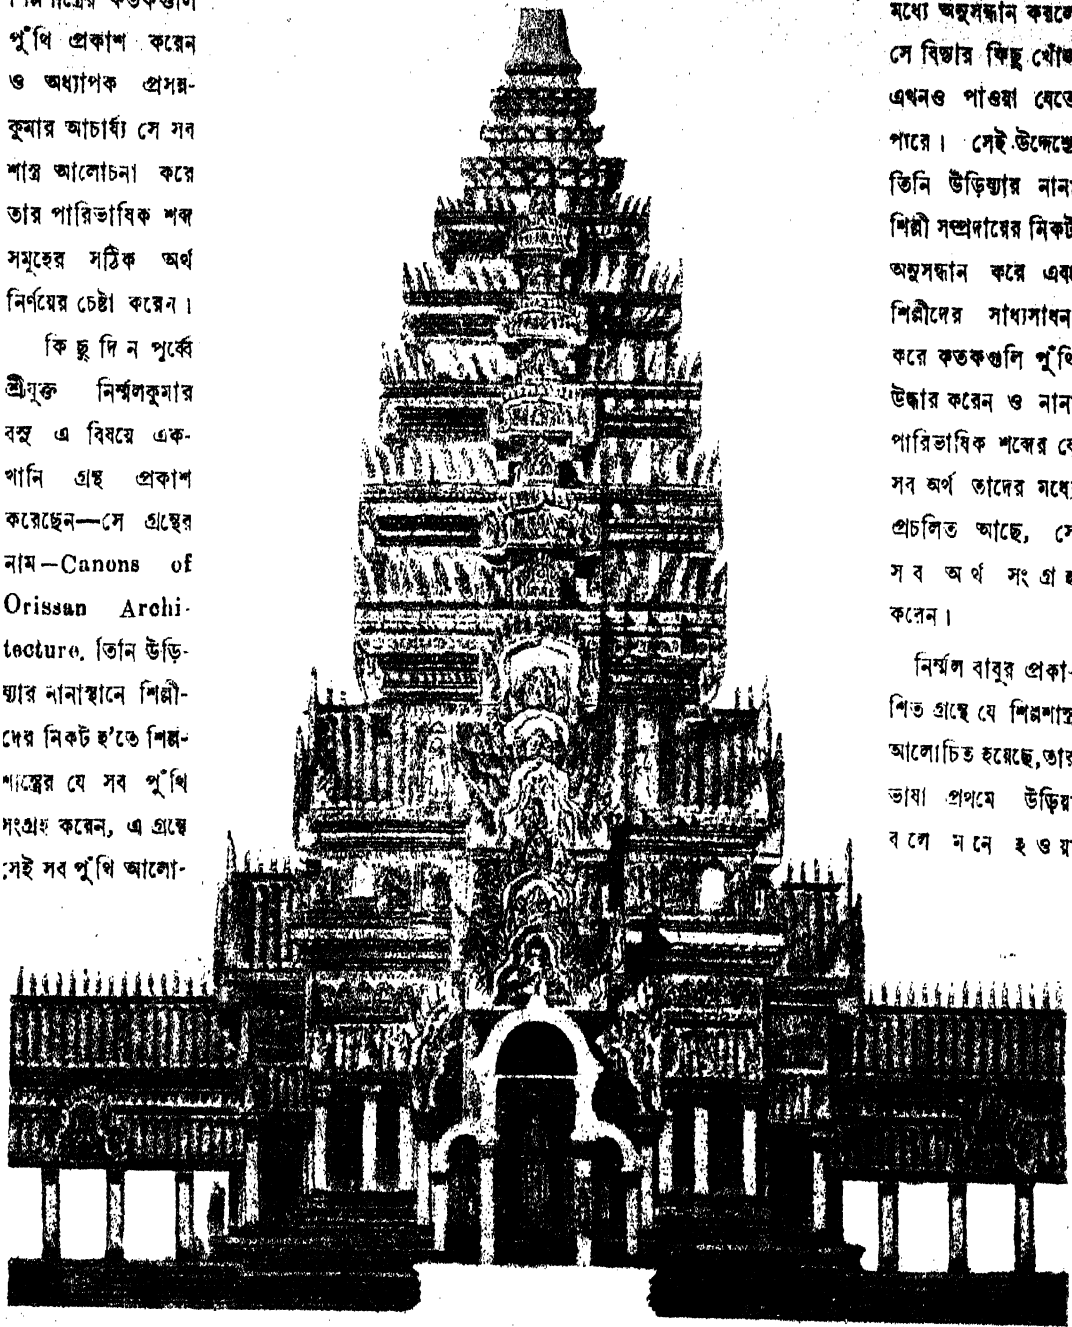 পুঁথি প্রকাশ করেন
ও অধ্যাপক প্রসন্ন-
কুমার আচার্য্য সে সব
শাস্ত্র আলোচনা করে
তার পারিভাষিক শব্দ
সমূহের সঠিক অর্থ
নির্ণয়ের চেষ্টা করেন।
কিছুদিন পূর্ব্বে
শ্রীযুক্ত নির্ম্মলকুমার
বসু এ বিষয়ে এক-
খানি গ্রন্থ প্রকাশ
করেছেন—সে গ্রন্থের
নাম—Canons of
Orissan Archi-
tecture. তিনি উড়ি-
ষ্যার নানাস্থানে শিল্পী-
দের নিকট হ'তে শিল্প-
শাস্ত্রের যে সব পুঁথি
সংগ্রহ করেন, এ গ্রন্থে
সেই সব পুঁথি আলো-
মধ্যে অনুসন্ধান করলে
সে বিদ্যার কিছু খোঁজ
এখনও পাওয়া যেতে
পারে। সেই উদ্দেশ্যে
তিনি উড়িষ্যার নানা
শিল্পী সম্প্রদায়ের নিকট
অনুসন্ধান করে এবং
শিল্পীদের সাধ্যসাধনা
করে কতকগুলি পুঁথি
উদ্ধার করেন ও নানা
পারিভাষিক শব্দের যে
সব অর্থ তাদের মধ্যে
প্রচলিত আছে, সে
সব অর্থ সংগ্রহ
করেন।
নির্ম্মল বাবুর প্রকা-
শিত গ্রন্থে যে শিল্পশাস্ত্র
আলোচিত হয়েছে, তার
ভাষা প্রথমে উড়িয়া
বলে মনে হওয়া